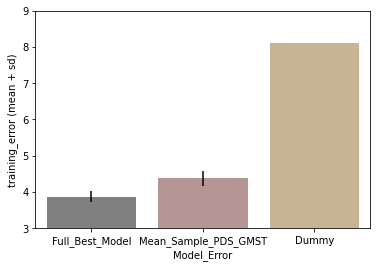 9
8
7
6
5
4
3
training_error (mean + sd)
Full_Best_Model Mean_Sample_PDS_GMST Dummy
Model_Error